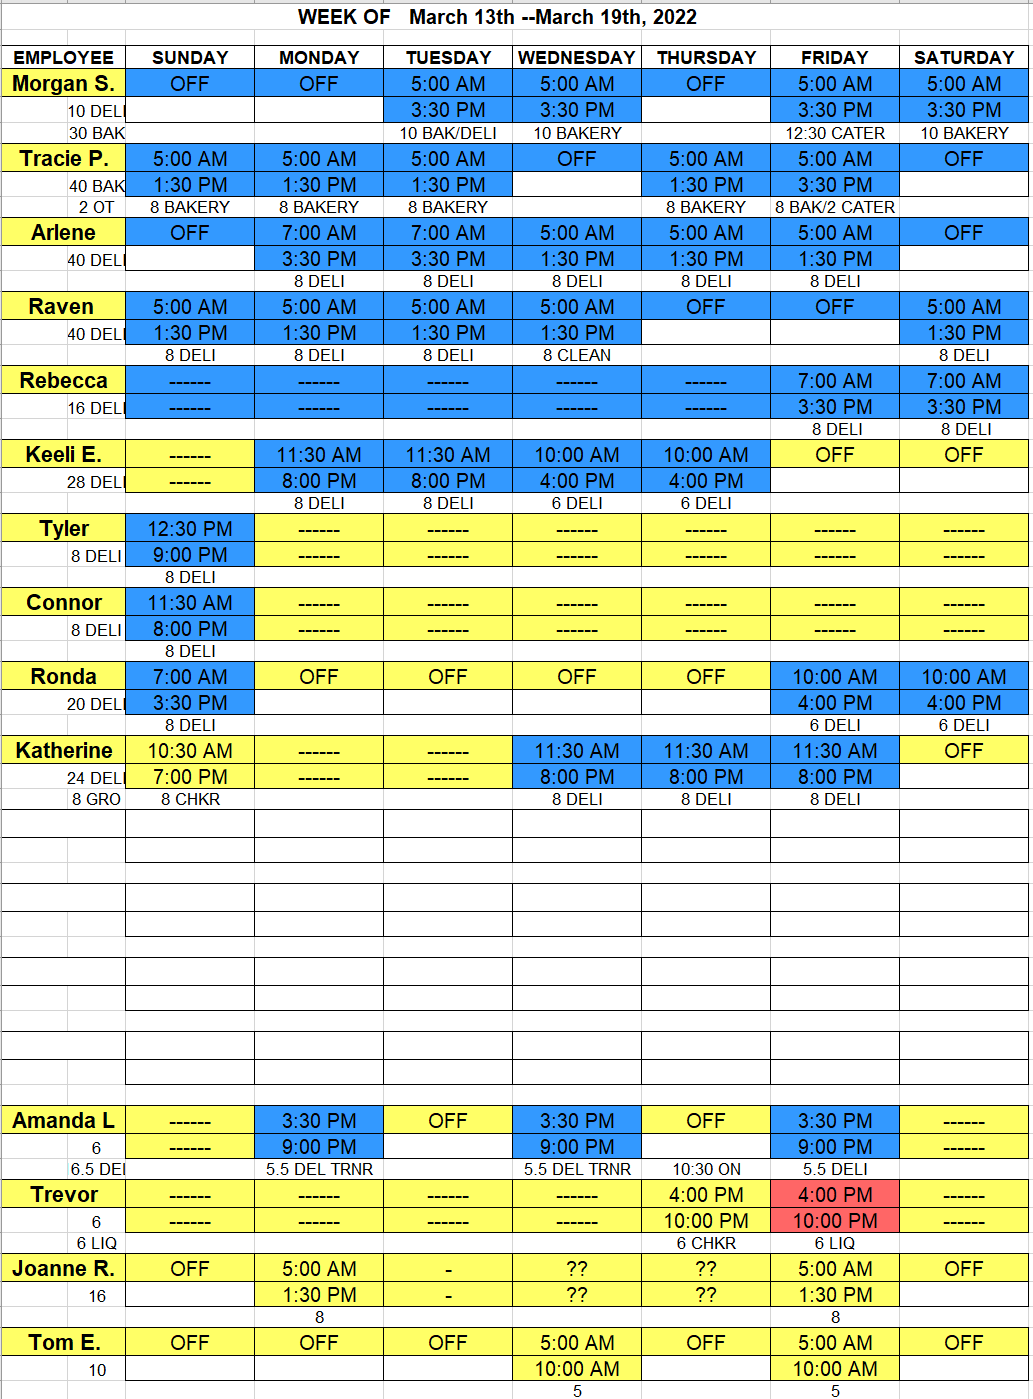 WEEK OF March 13th --March 19th, 2022
EMPLOYEE SUNDAY MONDAY TUESDAY WEDNESDAY THURSDAY FRIDAY SATURDAY
Morgan S. OFF OFF 5:00 AM 5:00 AM OFF 5:00 AM 5:00 AM
10 DELI 3:30 PM 3:30 PM 3:30 PM 3:30 PM
30 BAK 10 BAK/DELI 10 BAKERY 12:30 CATER 10 BAKERY
Tracie P. 5:00 AM 5:00 AM 5:00 AM OFF 5:00 AM 5:00 AM OFF
40 BAK 1:30 PM 1:30 PM 1:30 PM 1:30 PM 3:30 PM
2 OT 8 BAKERY 8 BAKERY 8 BAKERY 8 BAKERY 8 BAK/2 CATER
Arlene OFF 7:00 AM 7:00 AM 5:00 AM 5:00 AM 5:00 AM OFF
40 DELI 3:30 PM 3:30 PM 1:30 PM 1:30 PM 1:30 PM
8 DELI 8 DELI 8 DELI 8 DELI 8 DELI
Raven 5:00 AM 5:00 AM 5:00 AM 5:00 AM OFF OFF 5:00 AM
40 DELI 1:30 PM 1:30 PM 1:30 PM 1:30 PM 1:30 PM
8 DELI 8 DELI 8 DELI 8 CLEAN 8 DELI
Rebecca ------ ------ ------ ------ ------ 7:00 AM 7:00 AM
16 DELI ------ ------ ------ ------ ------ 3:30 PM 3:30 PM
8 DELI 8 DELI
Keeli E. ------ 11:30 AM 11:30 AM 10:00 AM 10:00 AM OFF OFF
28 DELI ------ 8:00 PM 8:00 PM 4:00 PM 4:00 PM
8 DELI 8 DELI 6 DELI 6 DELI
Tyler 12:30 PM ------ ------ ------ ------ ------ ------
8 DELI 9:00 PM ------ ------ ------ ------ ------ ------
8 DELI
Connor 11:30 AM ------ ------ ------ ------ ------ ------
8 DELI 8:00 PM ------ ------ ------ ------ ------ ------
8 DELI
Ronda 7:00 AM OFF OFF OFF OFF 10:00 AM 10:00 AM
20 DELI 3:30 PM 4:00 PM 4:00 PM
8 DELI 6 DELI 6 DELI
Katherine 10:30 AM ------ ------ 11:30 AM 11:30 AM 11:30 AM OFF
24 DELI 7:00 PM ------ ------ 8:00 PM 8:00 PM 8:00 PM
8 GRO 8 CHKR 8 DELI 8 DELI 8 DELI
Amanda L ------ 3:30 PM OFF 3:30 PM OFF 3:30 PM ------
6 ------ 9:00 PM 9:00 PM 9:00 PM ------
6.5 DEI 5.5 DEL TRNR 5.5 DEL TRNR 10:30 ON 5.5 DELI
Trevor ------ ------ ------ ------ 4:00 PM 4:00 PM ------
6 ------ ------ ------ ------ 10:00 PM 10:00 PM ------
6 LIQ 6 CHKR 6 LIQ
Joanne R. OFF 5:00 AM - ?? ?? 5:00 AM OFF
16 1:30 PM - ?? ?? 1:30 PM
8 8
Tom E. OFF OFF OFF 5:00 AM OFF 5:00 AM OFF
10 10:00 AM 10:00 AM
5 5